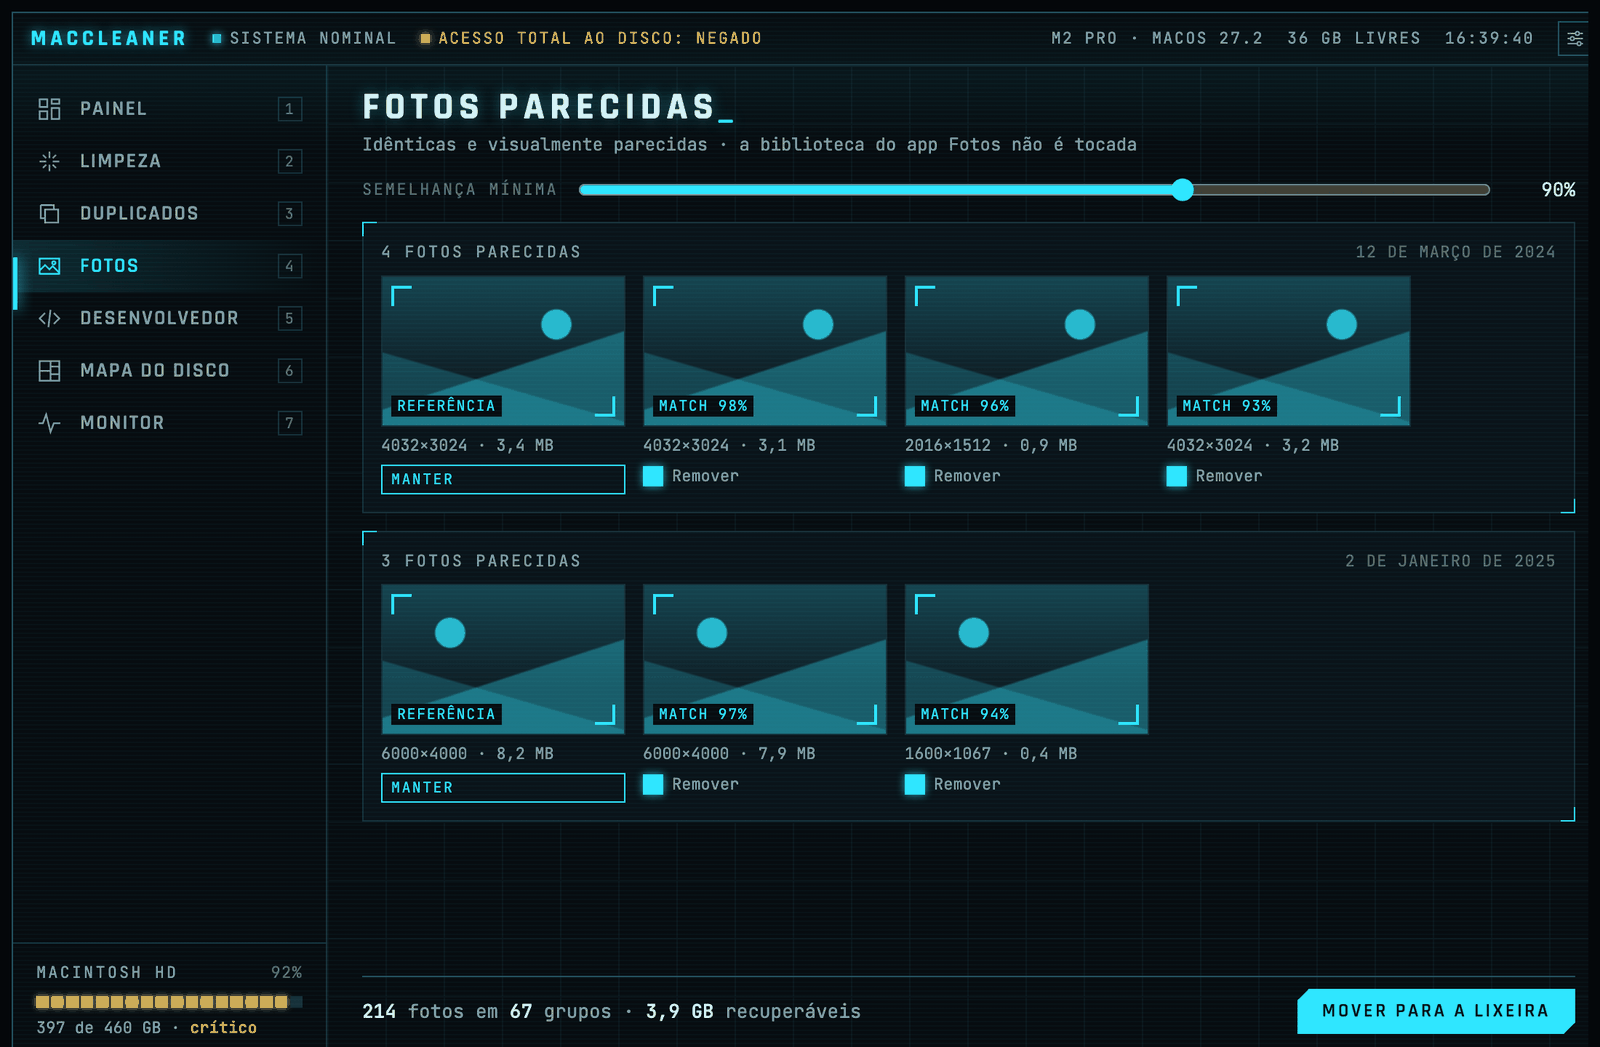 MACCLEANER SISTEMA NOMINAL ACESSO TOTAL AO DISCO: NEGADO M2 PRO · MACOS 27.2 36 GB LIVRES 16:39:40
PAINEL 1
LIMPEZA 2
DUPLICADOS 3
FOTOS 4
DESENVOLVEDOR 5
MAPA DO DISCO 6
MONITOR 7
MACINTOSH HD 92%
397 de 460 GB · crítico
FOTOS PARECIDAS_
Idênticas e visualmente parecidas · a biblioteca do app Fotos não é tocada
SEMELHANÇA MÍNIMA 90%
4 FOTOS PARECIDAS 12 DE MARÇO DE 2024
REFERÊNCIA MATCH 98% MATCH 96% MATCH 93%
4032×3024 · 3,4 MB 4032×3024 · 3,1 MB 2016×1512 · 0,9 MB 4032×3024 · 3,2 MB
MANTER Remover Remover Remover
3 FOTOS PARECIDAS 2 DE JANEIRO DE 2025
REFERÊNCIA MATCH 97% MATCH 94%
6000×4000 · 8,2 MB 6000×4000 · 7,9 MB 1600×1067 · 0,4 MB
MANTER Remover Remover
214 fotos em 67 grupos · 3,9 GB recuperáveis MOVER PARA A LIXEIRA